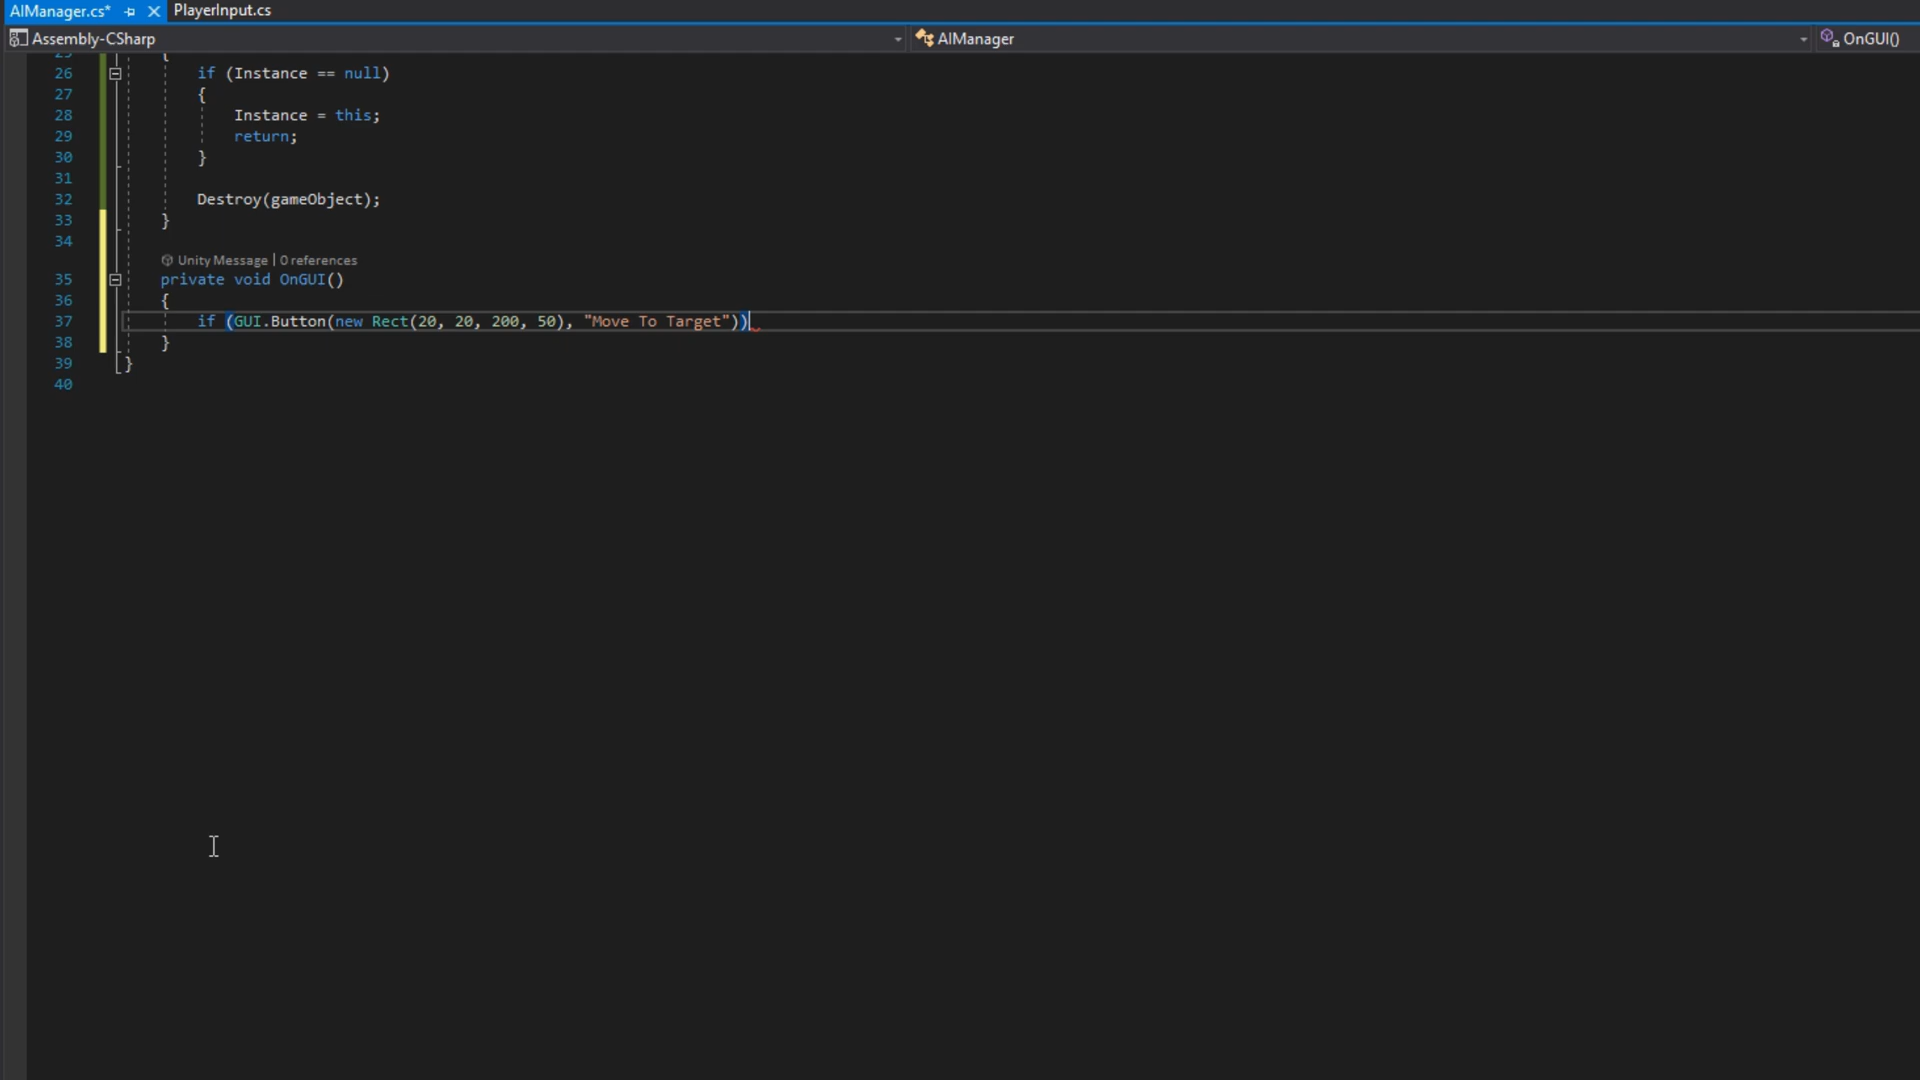 AIManager.cs* PlayerInput.cs
Assembly-CSharp AIManager OnGUI()
25 {
26 if (Instance == null)
27 {
28 Instance = this;
29 return;
30 }
31
32 Destroy(gameObject);
33 }
34
Unity Message | 0 references
35 private void OnGUI()
36 {
37 if (GUI.Button(new Rect(20, 20, 200, 50), "Move To Target"))
38 }
39 }
40